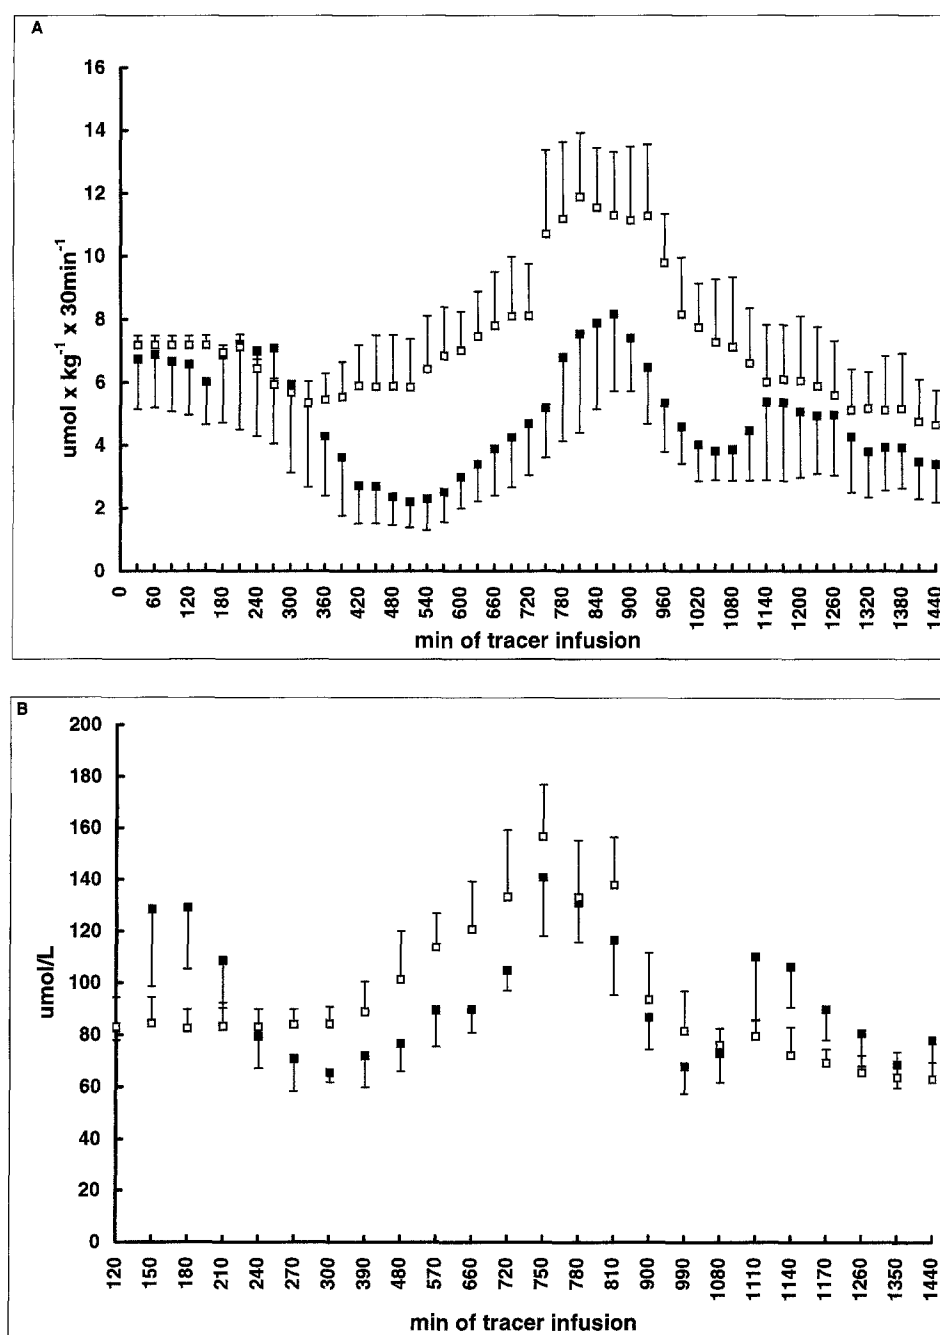 A
16
14
12
10
8
6
4
2
0
umol x kg⁻¹ x 30min⁻¹
0 60 120 180 240 300 360 420 480 540 600 660 720 780 840 900 960 1020 1080 1140 1200 1260 1320 1380 1440
min of tracer infusion
B
200
180
160
140
120
100
80
60
40
20
0
umol/L
120 150 180 210 240 270 300 390 480 570 660 720 750 780 810 900 990 1080 1110 1140 1170 1260 1350 1440
min of tracer infusion